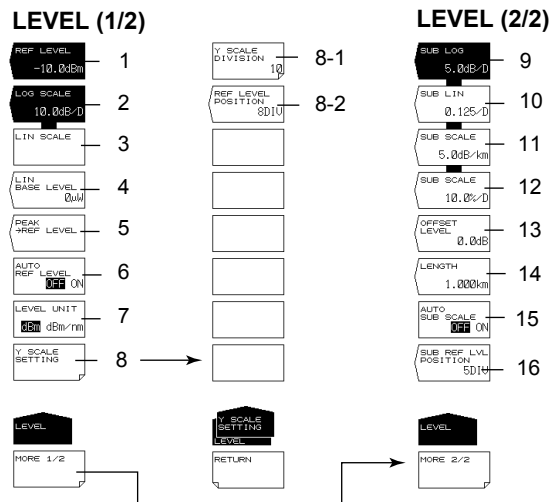 LEVEL (1/2)
REF LEVEL
-10.0dBm
1
LOG SCALE
10.0dB/D
2
LIN SCALE
3
LIN
BASE LEVEL
0µW
4
PEAK
→REF LEVEL
5
AUTO
REF LEVEL
OFF ON
6
LEVEL UNIT
dBm dBm/nm
7
Y SCALE
SETTING
8
LEVEL
MORE 1/2
Y SCALE
DIVISION
10
8-1
REF LEVEL
POSITION
8DIV
8-2
Y SCALE
SETTING
LEVEL
RETURN
LEVEL (2/2)
SUB LOG
5.0dB/D
9
SUB LIN
0.125/D
10
SUB SCALE
5.0dB/km
11
SUB SCALE
10.0%/D
12
OFFSET
LEVEL
0.0dB
13
LENGTH
1.000km
14
AUTO
SUB SCALE
OFF ON
15
SUB REF LVL
POSITION
5DIV
16
LEVEL
MORE 2/2